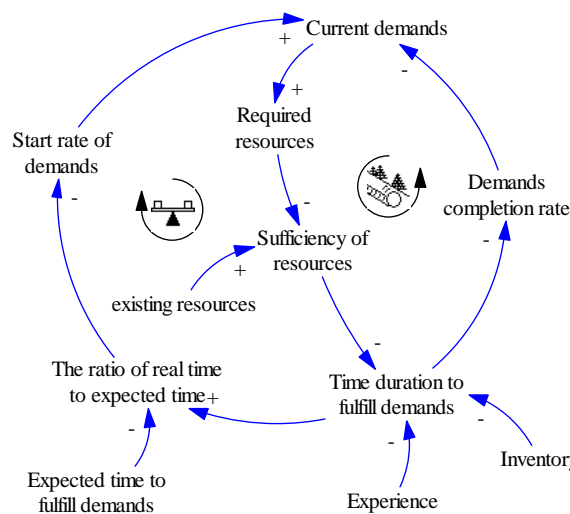 Current demands
+
-
+
Required
resources
Start rate of
demands
-
-
Demands
completion rate
-
Sufficiency of
resources
+
existing resources
-
The ratio of real time
to expected time
+
Time duration to
fulfill demands
-
-
-
Expected time to
fulfill demands
Experience
Inventory